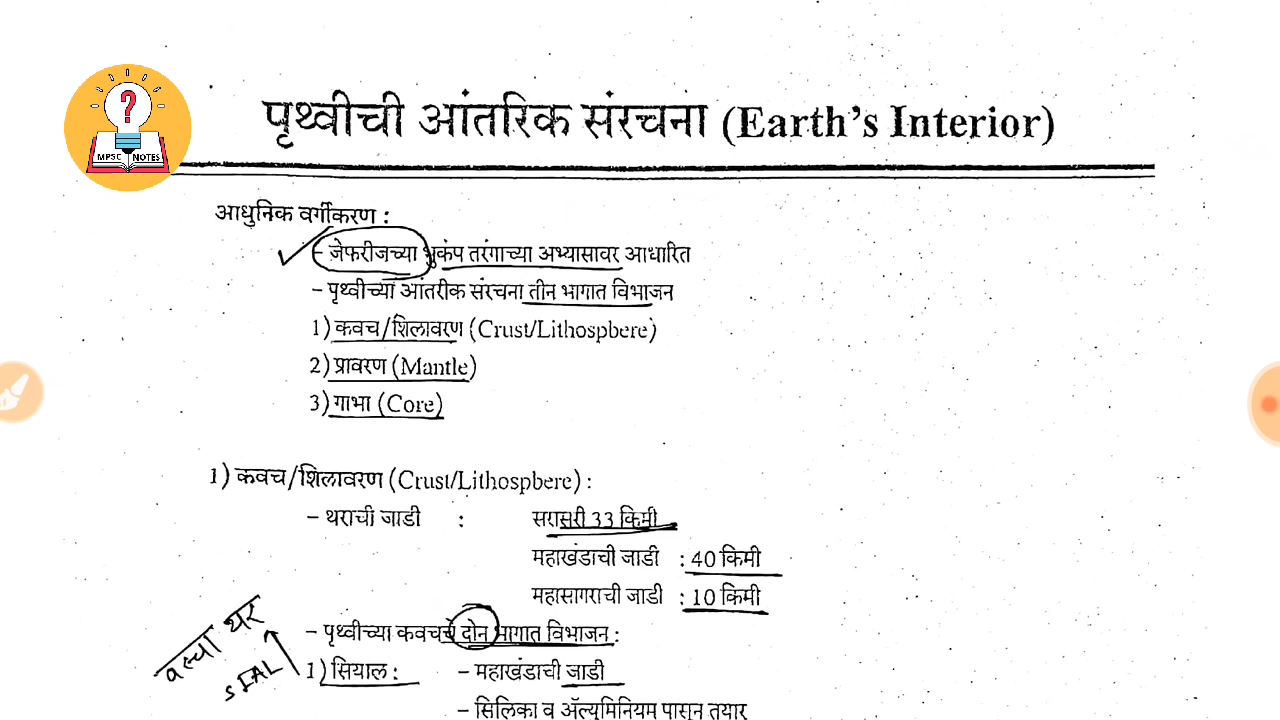 पृथ्वीची आंतरिक संरचना (Earth's Interior)
?
MPSC NOTES
आधुनिक वर्गीकरण :
– जेफरीजच्या भुकंप तरंगाच्या अभ्यासावर आधारित
– पृथ्वीच्या आंतरीक संरचना तीन भागात विभाजन
1) कवच/शिलावरण (Crust/Lithospbere)
2) प्रावरण (Mantle)
3) गाभा (Core)
1) कवच/शिलावरण (Crust/Lithospbere) :
– थराची जाडी : सरासरी 33 किमी
महाखंडाची जाडी : 40 किमी
महासागराची जाडी : 10 किमी
– पृथ्वीच्या कवचचे दोन भागात विभाजन :
वरचा थर
SIAL
1) सियाल : – महाखंडाची जाडी
– सिलिका व ॲल्युमिनियम पासून तयार